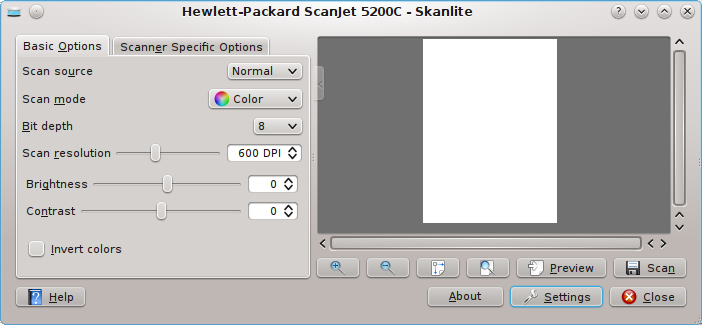 Hewlett-Packard ScanJet 5200C - Skanlite
Basic Options
Scanner Specific Options
Scan source Normal
Scan mode Color
Bit depth 8
Scan resolution 600 DPI
Brightness 0
Contrast 0
Invert colors
Preview
Scan
Help
About
Settings
Close